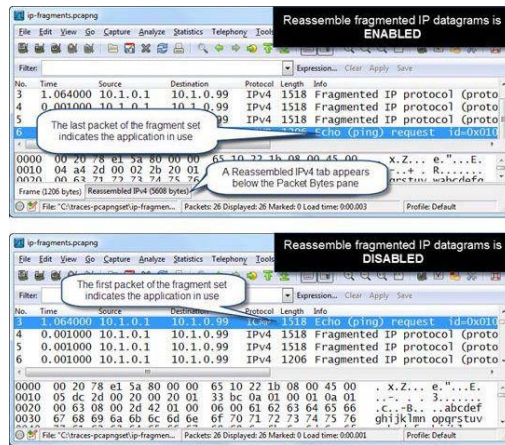 ip-fragments.pcapng
Reassemble fragmented IP datagrams is
ENABLED
File Edit View Go Capture Analyze Statistics Telephony Tools
Filter: Expression... Clear Apply Save
No. Time Source Destination Protocol Length Info
3 1.064000 10.1.0.1 10.1.0.99 IPv4 1518 Fragmented IP protocol (proto
4 0.001000 10.1.0.1 10.1.0.99 IPv4 1518 Fragmented IP protocol (proto
5 IPv4 1518 Fragmented IP protocol (proto
6 1206 Echo (ping) request id=0x010
The last packet of the fragment set
indicates the application in use
0000 00 20 78 e1 5a 80 00 00 65 10 22 1b 08 00 45 00 . x.Z... e."...E.
0010 04 a4 2d 00 02 2b 20 01
0020 00 63 71 72 73 74 75 76
A Reassembled IPv4 tab appears
below the Packet Bytes pane
Frame (1206 bytes) Reassembled IPv4 (5608 bytes)
File: "C:\traces-pcapngset\ip-fragmen... Packets: 26 Displayed: 26 Marked: 0 Load time: 0:00.003 Profile: Default
ip-fragments.pcapng
Reassemble fragmented IP datagrams is
DISABLED
File Edit View Go Capture Analyze Statistics Telephony Tools
Filter: Expression... Clear Apply Save
The first packet of the fragment set
indicates the application in use
No. Time Source Destination Protocol Length Info
3 1.064000 10.1.0.1 10.1.0.99 1518 Echo (ping) request id=0x010
4 0.001000 10.1.0.1 10.1.0.99 IPv4 1518 Fragmented IP protocol (proto
5 0.001000 10.1.0.1 10.1.0.99 IPv4 1518 Fragmented IP protocol (proto
6 0.001000 10.1.0.1 10.1.0.99 IPv4 1206 Fragmented IP protocol (proto
0000 00 20 78 e1 5a 80 00 00 65 10 22 1b 08 00 45 00 . x.Z... e."...E.
0010 05 dc 2d 00 20 00 20 01 33 bc 0a 01 00 01 0a 01 ..-. . . 3.......
0020 00 63 08 00 2d 42 01 00 06 00 61 62 63 64 65 66 .c..-B.. ..abcdef
0030 67 68 69 6a 6b 6c 6d 6e 6f 70 71 72 73 74 75 76 ghijklmn opqrstuv
File: "C:\traces-pcapngset\ip-fragmen... Packets: 26 Displayed: 26 Marked: 0 Load time: 0:00.001 Profile: Default